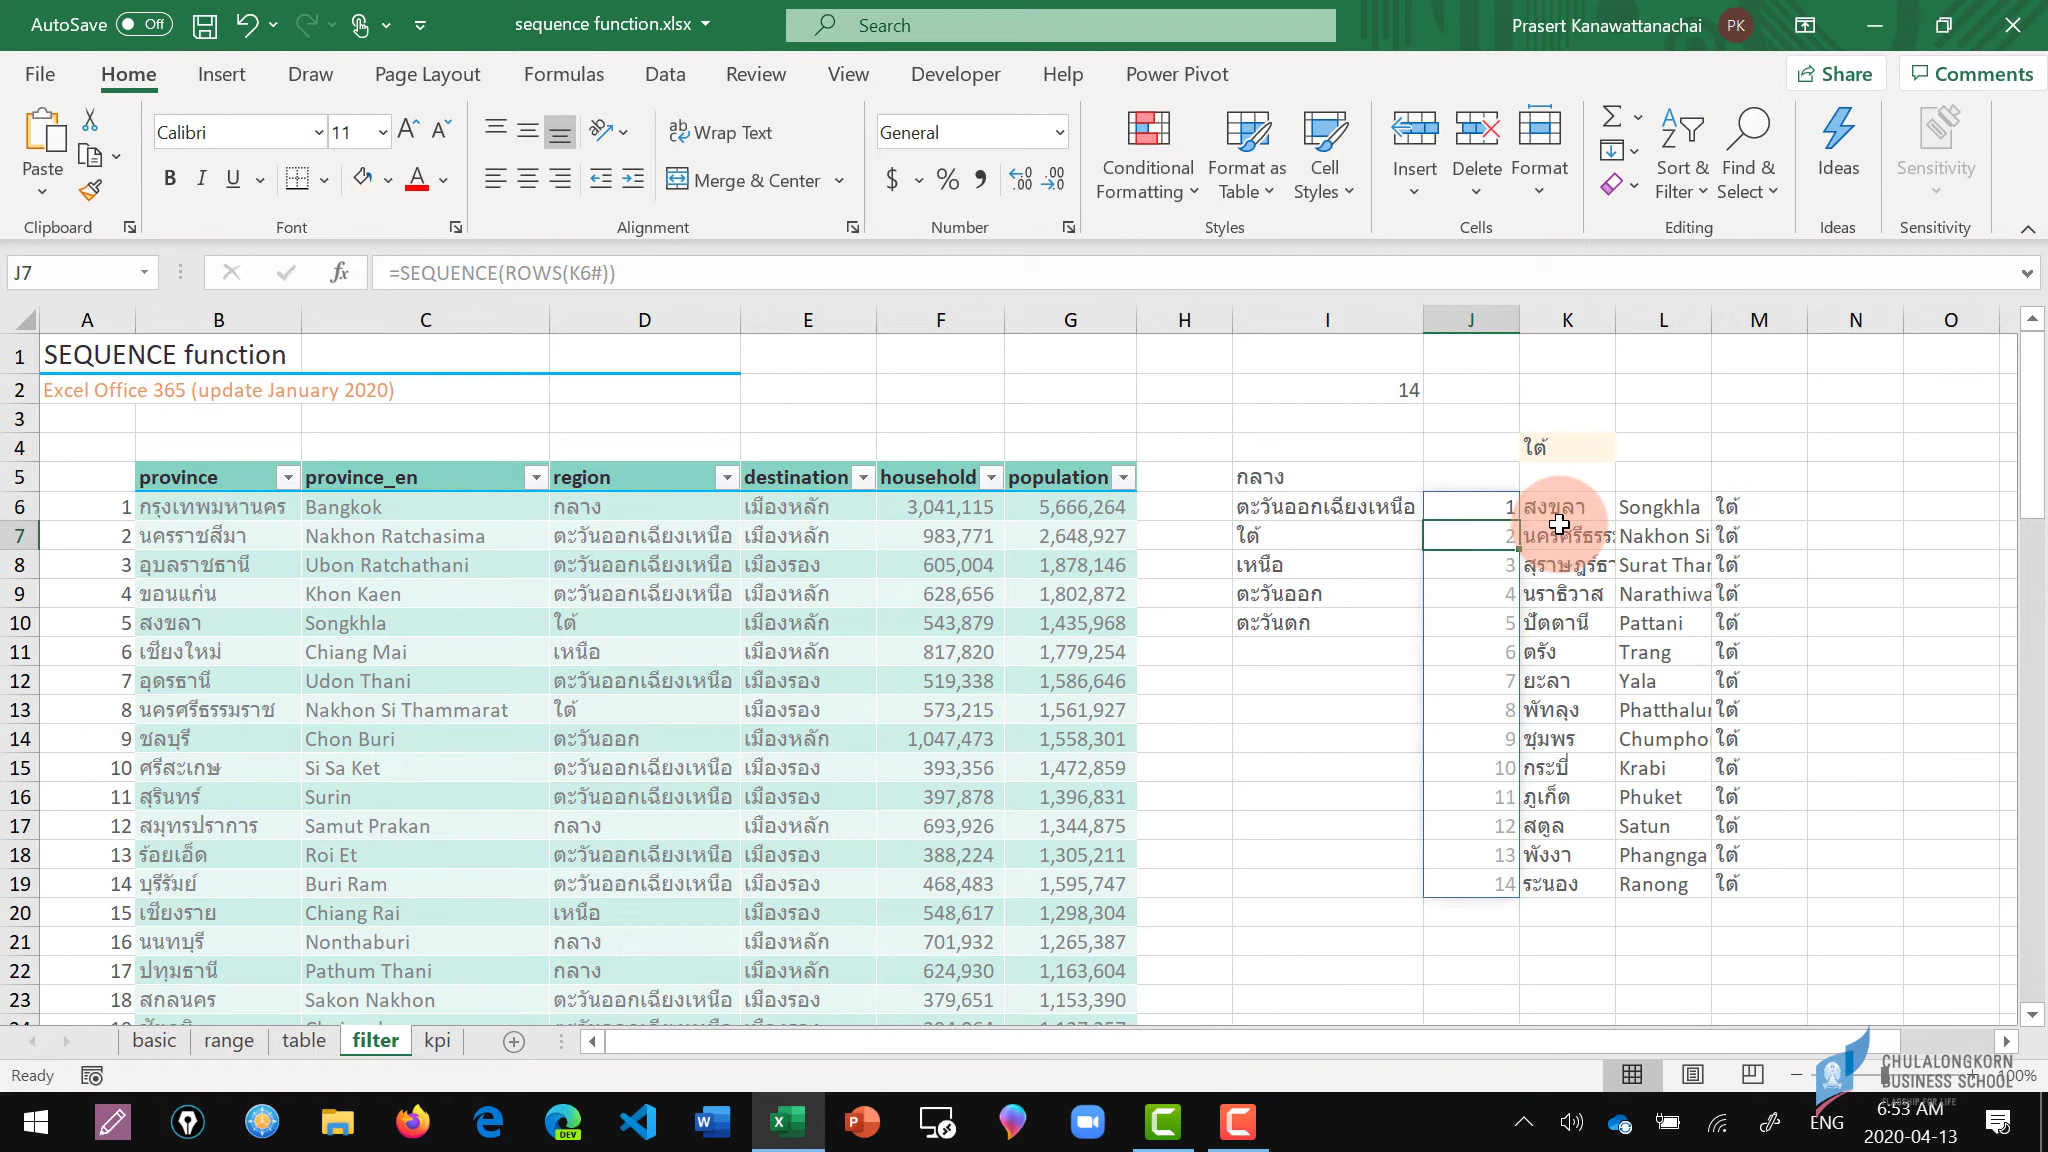 AutoSave Off
sequence function.xlsx
Search
Prasert Kanawattanachai PK
File Home Insert Draw Page Layout Formulas Data Review View Developer Help Power Pivot Share Comments
Paste
Calibri 11
Wrap Text
General
B I U
Merge & Center
$ % 9
Conditional Formatting
Format as Table
Cell Styles
Insert Delete Format
Sort & Filter
Find & Select
Ideas
Sensitivity
Clipboard Font Alignment Number Styles Cells Editing Ideas Sensitivity
J7 fx =SEQUENCE(ROWS(K6#))
A B C D E F G H I J K L M N O
1 SEQUENCE function
2 Excel Office 365 (update January 2020) 14
3
4 ใต้
5 province province_en region destination household population กลาง
6 1 กรุงเทพมหานคร Bangkok กลาง เมืองหลัก 3,041,115 5,666,264 ตะวันออกเฉียงเหนือ 1 สงขลา Songkhla ใต้
7 2 นครราชสีมา Nakhon Ratchasima ตะวันออกเฉียงเหนือ เมืองหลัก 983,771 2,648,927 ใต้ 2 นครศรีธรร Nakhon Si ใต้
8 3 อุบลราชธานี Ubon Ratchathani ตะวันออกเฉียงเหนือ เมืองรอง 605,004 1,878,146 เหนือ 3 สุราษฎร์ธา Surat Thar ใต้
9 4 ขอนแก่น Khon Kaen ตะวันออกเฉียงเหนือ เมืองหลัก 628,656 1,802,872 ตะวันออก 4 นราธิวาส Narathiwa ใต้
10 5 สงขลา Songkhla ใต้ เมืองหลัก 543,879 1,435,968 ตะวันตก 5 ปัตตานี Pattani ใต้
11 6 เชียงใหม่ Chiang Mai เหนือ เมืองหลัก 817,820 1,779,254 6 ตรัง Trang ใต้
12 7 อุดรธานี Udon Thani ตะวันออกเฉียงเหนือ เมืองรอง 519,338 1,586,646 7 ยะลา Yala ใต้
13 8 นครศรีธรรมราช Nakhon Si Thammarat ใต้ เมืองรอง 573,215 1,561,927 8 พัทลุง Phatthalu ใต้
14 9 ชลบุรี Chon Buri ตะวันออก เมืองหลัก 1,047,473 1,558,301 9 ชุมพร Chumpho ใต้
15 10 ศรีสะเกษ Si Sa Ket ตะวันออกเฉียงเหนือ เมืองรอง 393,356 1,472,859 10 กระบี่ Krabi ใต้
16 11 สุรินทร์ Surin ตะวันออกเฉียงเหนือ เมืองรอง 397,878 1,396,831 11 ภูเก็ต Phuket ใต้
17 12 สมุทรปราการ Samut Prakan กลาง เมืองหลัก 693,926 1,344,875 12 สตูล Satun ใต้
18 13 ร้อยเอ็ด Roi Et ตะวันออกเฉียงเหนือ เมืองรอง 388,224 1,305,211 13 พังงา Phangnga ใต้
19 14 บุรีรัมย์ Buri Ram ตะวันออกเฉียงเหนือ เมืองรอง 468,483 1,595,747 14 ระนอง Ranong ใต้
20 15 เชียงราย Chiang Rai เหนือ เมืองรอง 548,617 1,298,304
21 16 นนทบุรี Nonthaburi กลาง เมืองหลัก 701,932 1,265,387
22 17 ปทุมธานี Pathum Thani กลาง เมืองหลัก 624,930 1,163,604
23 18 สกลนคร Sakon Nakhon ตะวันออกเฉียงเหนือ เมืองรอง 379,651 1,153,390
basic range table filter kpi
Ready 100%
CHULALONGKORN
BUSINESS SCHOOL
FLAGSHIP FOR LIFE
ENG
6:53 AM
2020-04-13